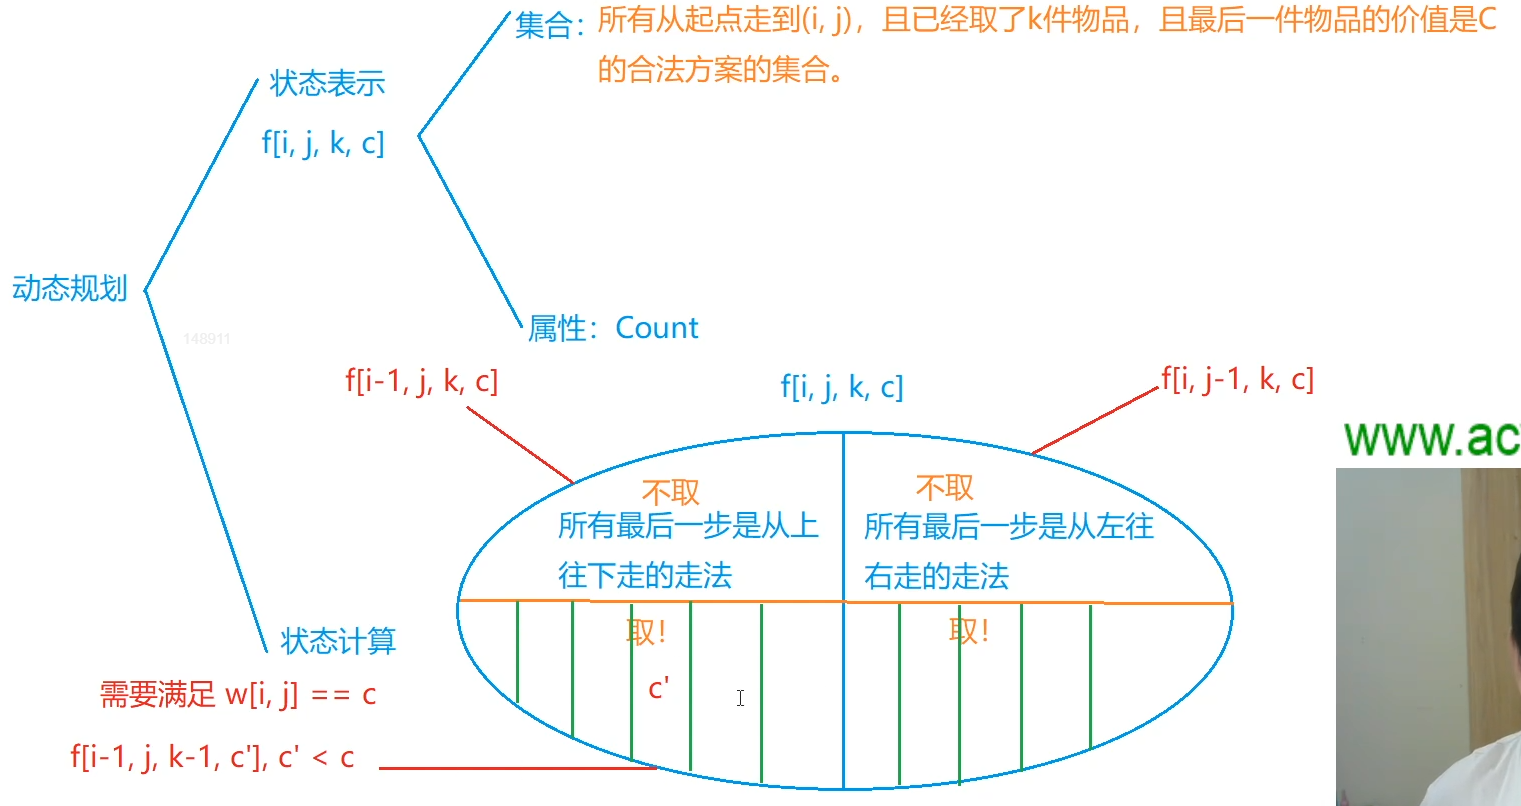 集合：所有从起点走到(i, j)，且已经取了k件物品，且最后一件物品的价值是C
的合法方案的集合。
状态表示
f[i, j, k, c]
动态规划
148911
属性：Count
f[i-1, j, k, c]
f[i, j, k, c]
f[i, j-1, k, c]
www.ac
不取
所有最后一步是从上
往下走的走法
不取
所有最后一步是从左往
右走的走法
取！
c'
取！
状态计算
需要满足 w[i, j] == c
f[i-1, j, k-1, c'], c' < c